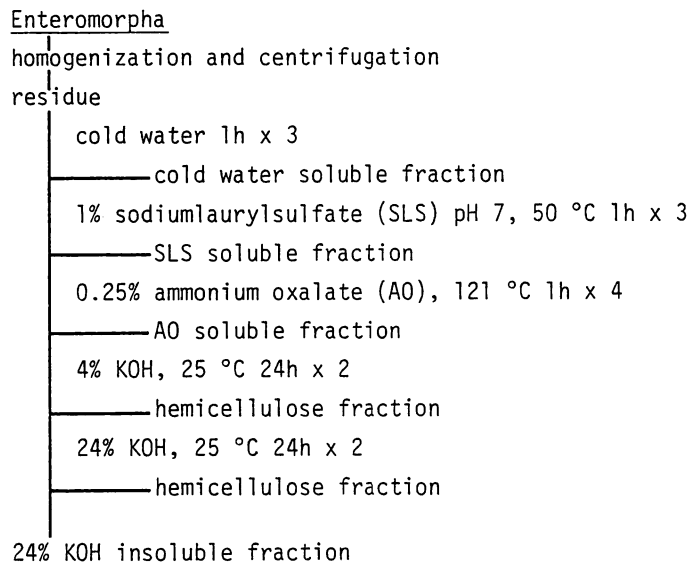 Enteromorpha
homogenization and centrifugation
residue
cold water 1h x 3
cold water soluble fraction
1% sodiumlaurylsulfate (SLS) pH 7, 50 °C 1h x 3
SLS soluble fraction
0.25% ammonium oxalate (AO), 121 °C 1h x 4
AO soluble fraction
4% KOH, 25 °C 24h x 2
hemicellulose fraction
24% KOH, 25 °C 24h x 2
hemicellulose fraction
24% KOH insoluble fraction